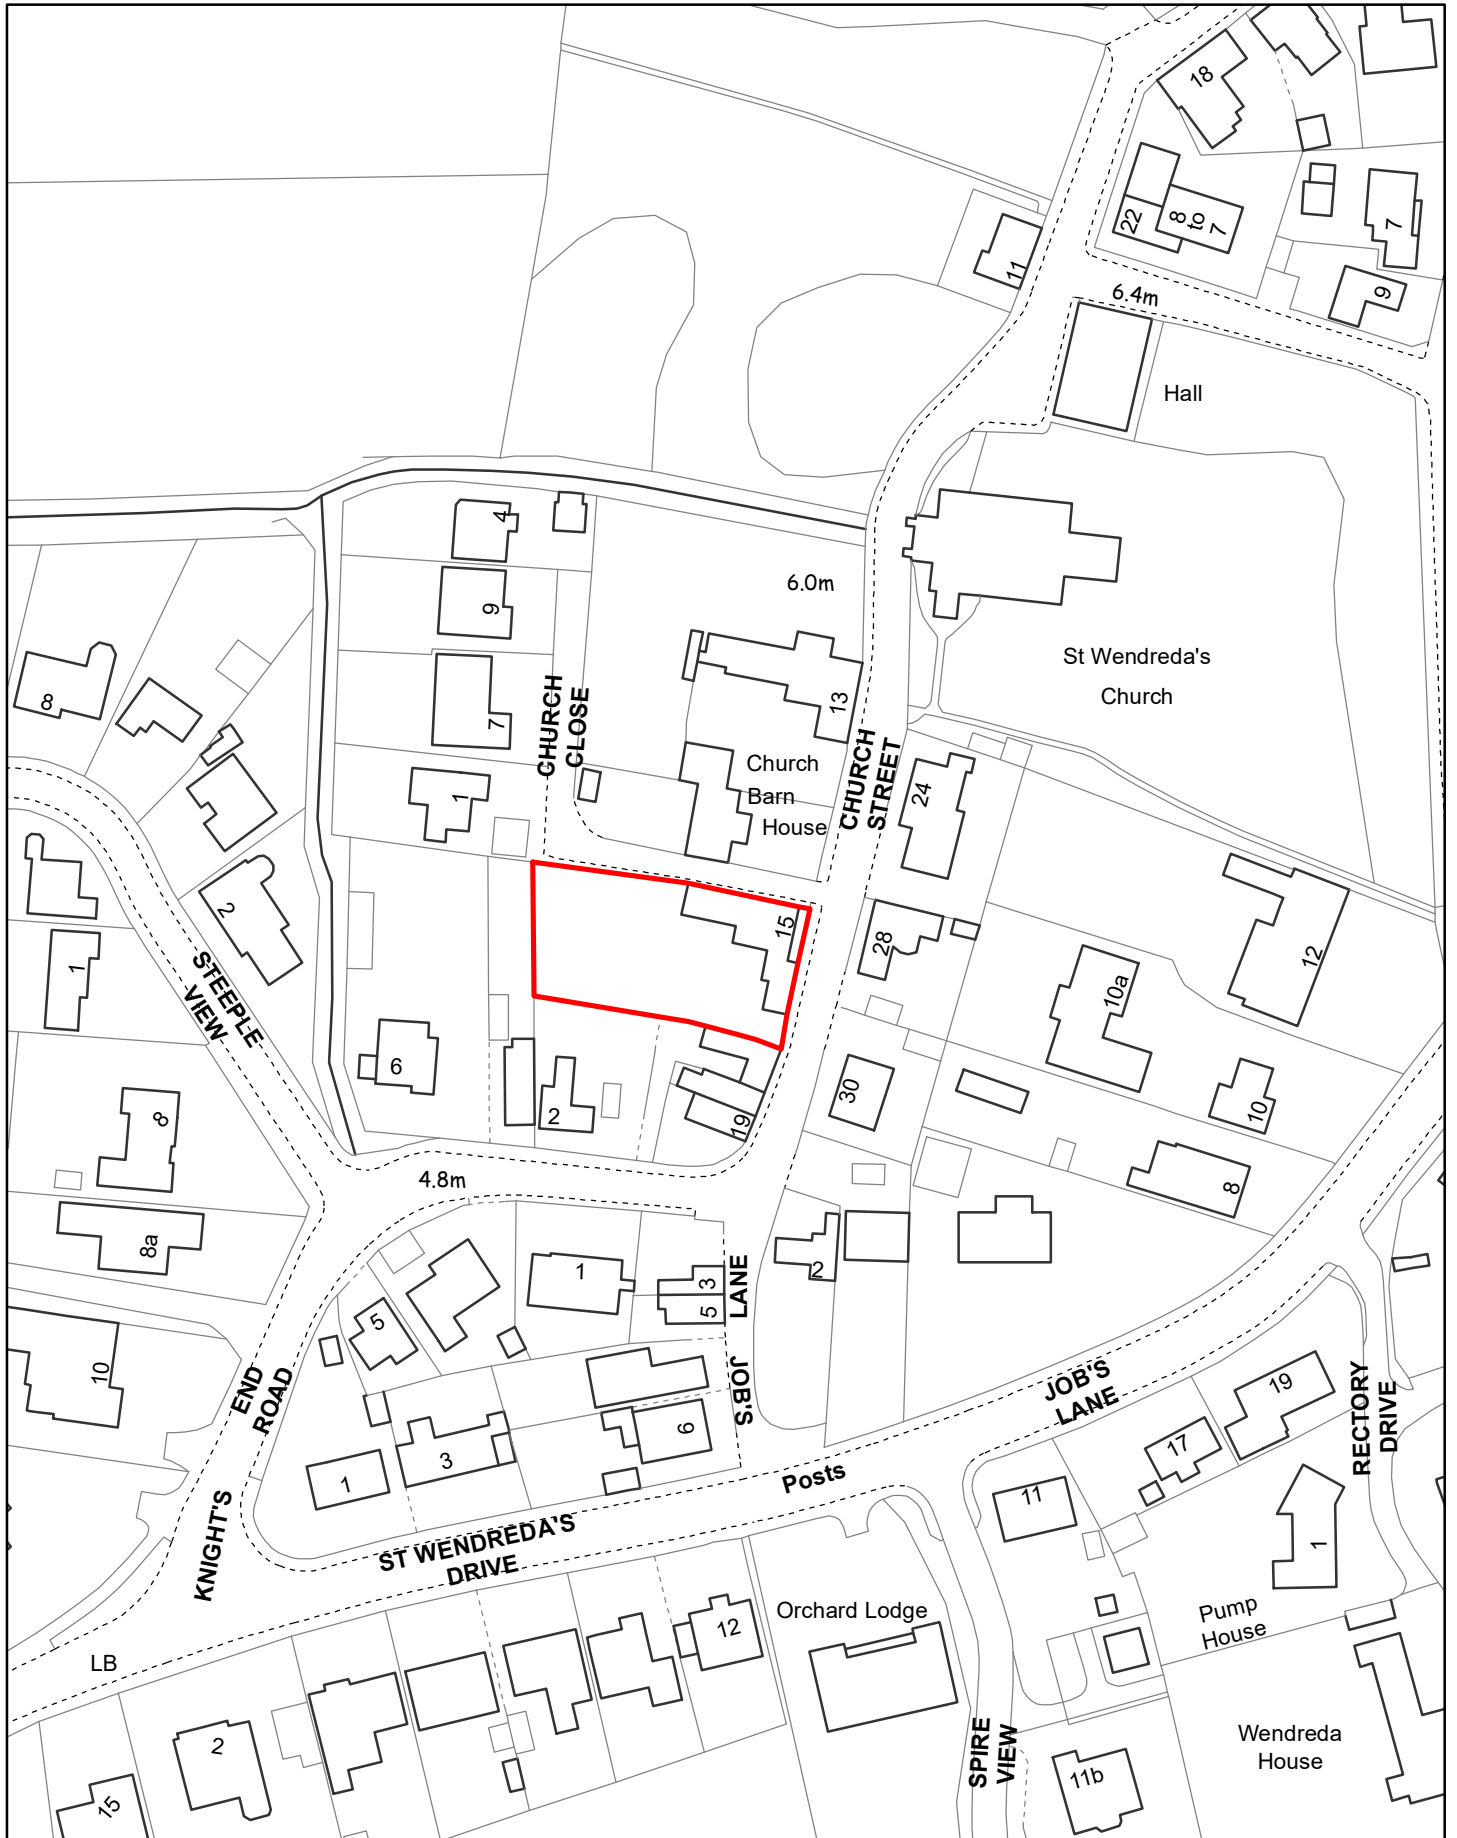 18
22
8
to
7
7
9
11
6.4m
Hall
4
9
7
1
CHURCH
CLOSE
6.0m
13
St Wendreda's
Church
Church
Barn
House
CHURCH
STREET
24
8
2
1
STEEPLE
VIEW
15
28
12
10a
6
2
19
30
10
8
8
8a
4.8m
1
3
5
LANE
2
5
10
END
ROAD
JOB'S
6
JOB'S
LANE
19
17
RECTORY
DRIVE
1
3
Posts
11
1
KNIGHT'S
ST WENDREDA'S
DRIVE
Orchard Lodge
12
Pump
House
LB
2
15
SPIRE
VIEW
11b
Wendreda
House